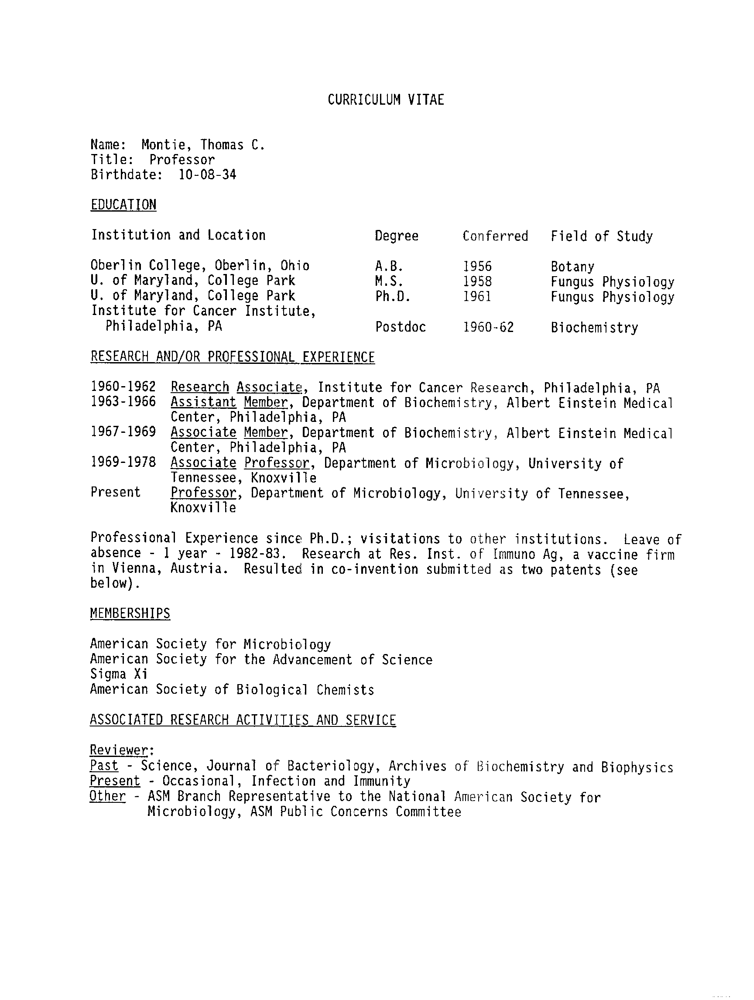 CURRICULUM VITAE
Name: Montie, Thomas C.
Title: Professor
Birthdate: 10-08-34
EDUCATION
Institution and Location Degree Conferred Field of Study
Oberlin College, Oberlin, Ohio A.B. 1956 Botany
U. of Maryland, College Park M.S. 1958 Fungus Physiology
U. of Maryland, College Park Ph.D. 1961 Fungus Physiology
Institute for Cancer Institute,
Philadelphia, PA Postdoc 1960-62 Biochemistry
RESEARCH AND/OR PROFESSIONAL EXPERIENCE
1960-1962 Research Associate, Institute for Cancer Research, Philadelphia, PA
1963-1966 Assistant Member, Department of Biochemistry, Albert Einstein Medical
Center, Philadelphia, PA
1967-1969 Associate Member, Department of Biochemistry, Albert Einstein Medical
Center, Philadelphia, PA
1969-1978 Associate Professor, Department of Microbiology, University of
Tennessee, Knoxville
Present Professor, Department of Microbiology, University of Tennessee,
Knoxville
Professional Experience since Ph.D.; visitations to other institutions. Leave of
absence - 1 year - 1982-83. Research at Res. Inst. of Immuno Ag, a vaccine firm
in Vienna, Austria. Resulted in co-invention submitted as two patents (see
below).
MEMBERSHIPS
American Society for Microbiology
American Society for the Advancement of Science
Sigma Xi
American Society of Biological Chemists
ASSOCIATED RESEARCH ACTIVITIES AND SERVICE
Reviewer:
Past - Science, Journal of Bacteriology, Archives of Biochemistry and Biophysics
Present - Occasional, Infection and Immunity
Other - ASM Branch Representative to the National American Society for
Microbiology, ASM Public Concerns Committee